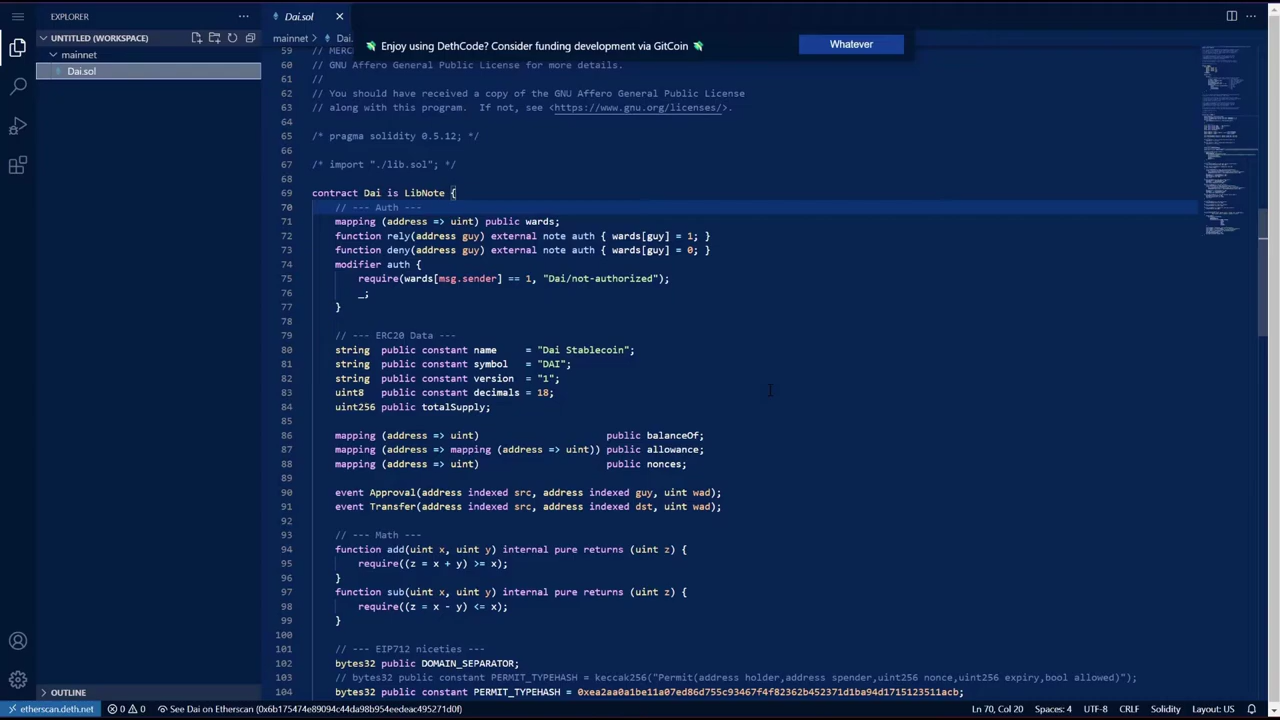 EXPLORER
Dai.sol
UNTITLED (WORKSPACE)
mainnet
Dai.sol
mainnet > Dai.
Enjoy using DethCode? Consider funding development via GitCoin
Whatever
59 // MERC
60 // GNU Affero General Public License for more details.
61 //
62 // You should have received a copy of the GNU Affero General Public License
63 // along with this program. If not, see <https://www.gnu.org/licenses/>.
64
65 /* pragma solidity 0.5.12; */
66
67 /* import "./lib.sol"; */
68
69 contract Dai is LibNote {
70 // --- Auth ---
71 mapping (address => uint) public wards;
72 function rely(address guy) external note auth { wards[guy] = 1; }
73 function deny(address guy) external note auth { wards[guy] = 0; }
74 modifier auth {
75 require(wards[msg.sender] == 1, "Dai/not-authorized");
76 _;
77 }
78
79 // --- ERC20 Data ---
80 string public constant name = "Dai Stablecoin";
81 string public constant symbol = "DAI";
82 string public constant version = "1";
83 uint8 public constant decimals = 18;
84 uint256 public totalSupply;
85
86 mapping (address => uint) public balanceOf;
87 mapping (address => mapping (address => uint)) public allowance;
88 mapping (address => uint) public nonces;
89
90 event Approval(address indexed src, address indexed guy, uint wad);
91 event Transfer(address indexed src, address indexed dst, uint wad);
92
93 // --- Math ---
94 function add(uint x, uint y) internal pure returns (uint z) {
95 require((z = x + y) >= x);
96 }
97 function sub(uint x, uint y) internal pure returns (uint z) {
98 require((z = x - y) <= x);
99 }
100
101 // --- EIP712 niceties ---
102 bytes32 public DOMAIN_SEPARATOR;
103 // bytes32 public constant PERMIT_TYPEHASH = keccak256("Permit(address holder,address spender,uint256 nonce,uint256 expiry,bool allowed)");
104 bytes32 public constant PERMIT_TYPEHASH = 0xea2aa0a1be11a07ed86d755c93467f4f82362b452371d1ba94d1715123511acb;
OUTLINE
etherscan.deth.net
0 0
See Dai on Etherscan (0x6b175474e89094c44da98b954eedeac495271d0f)
Ln 70, Col 20
Spaces: 4
UTF-8
CRLF
Solidity
Layout: US